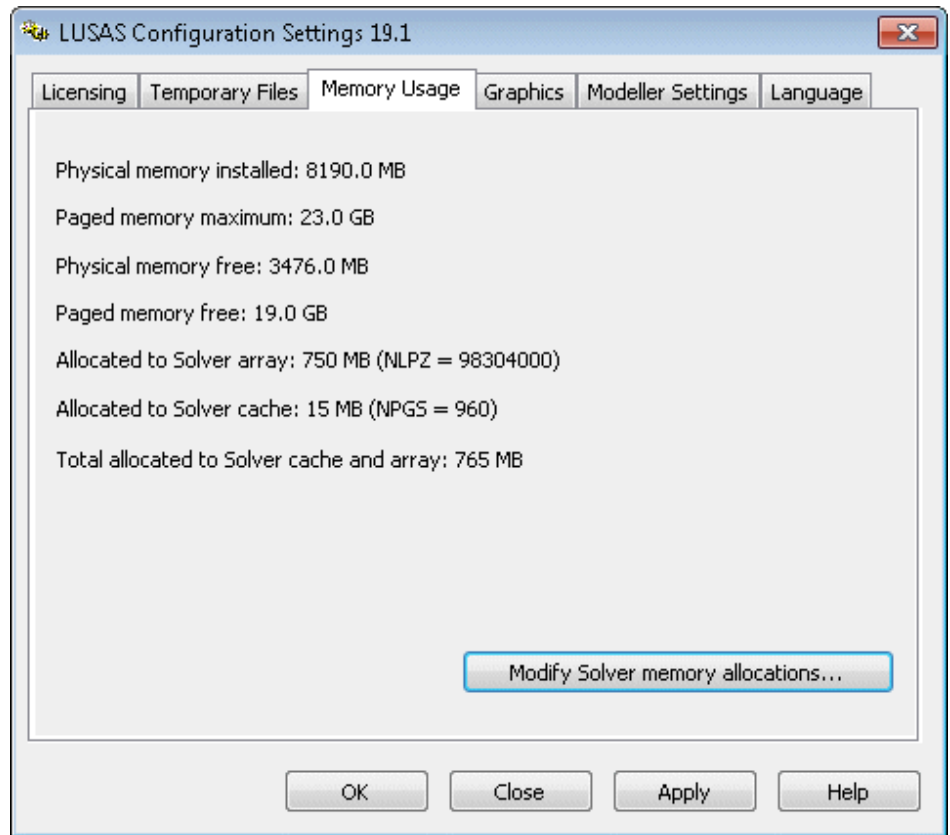 LUSAS Configuration Settings 19.1
Licensing Temporary Files Memory Usage Graphics Modeller Settings Language
Physical memory installed: 8190.0 MB
Paged memory maximum: 23.0 GB
Physical memory free: 3476.0 MB
Paged memory free: 19.0 GB
Allocated to Solver array: 750 MB (NLPZ = 98304000)
Allocated to Solver cache: 15 MB (NPGS = 960)
Total allocated to Solver cache and array: 765 MB
Modify Solver memory allocations...
OK Close Apply Help